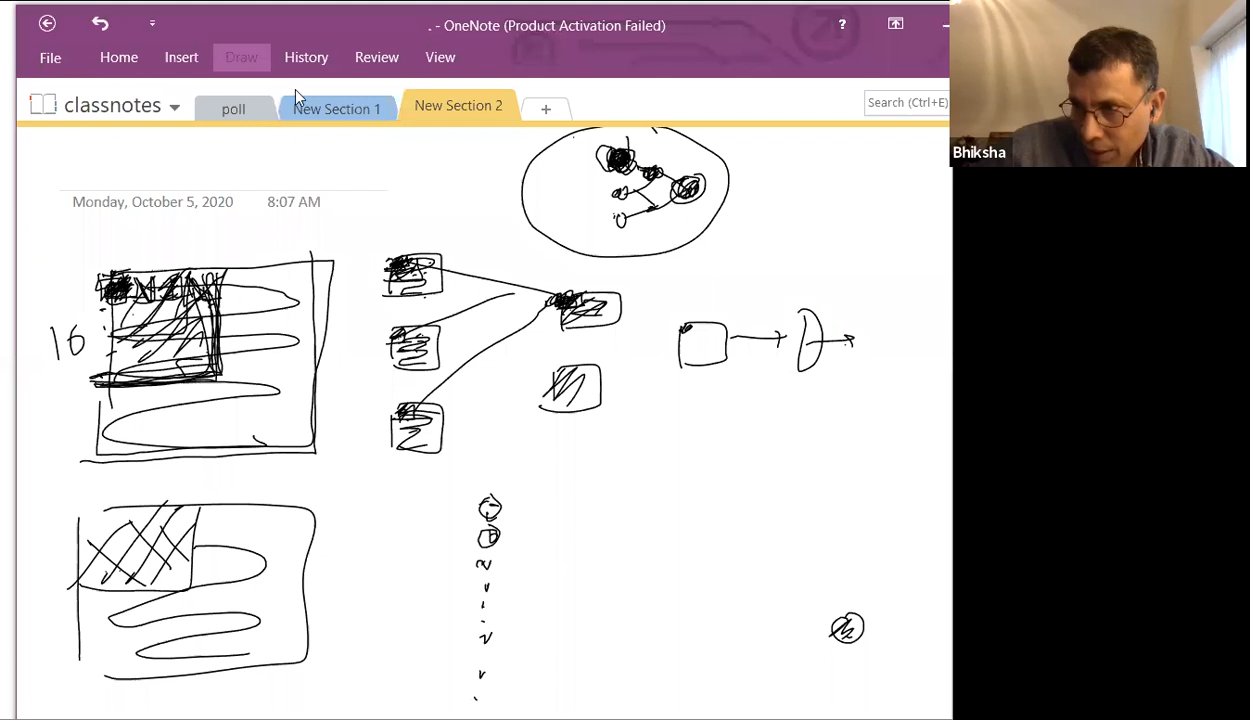 . - OneNote (Product Activation Failed)
?
File Home Insert Draw History Review View
classnotes poll New Section 1 New Section 2 + Search (Ctrl+E)
Bhiksha
Monday, October 5, 2020 8:07 AM
16